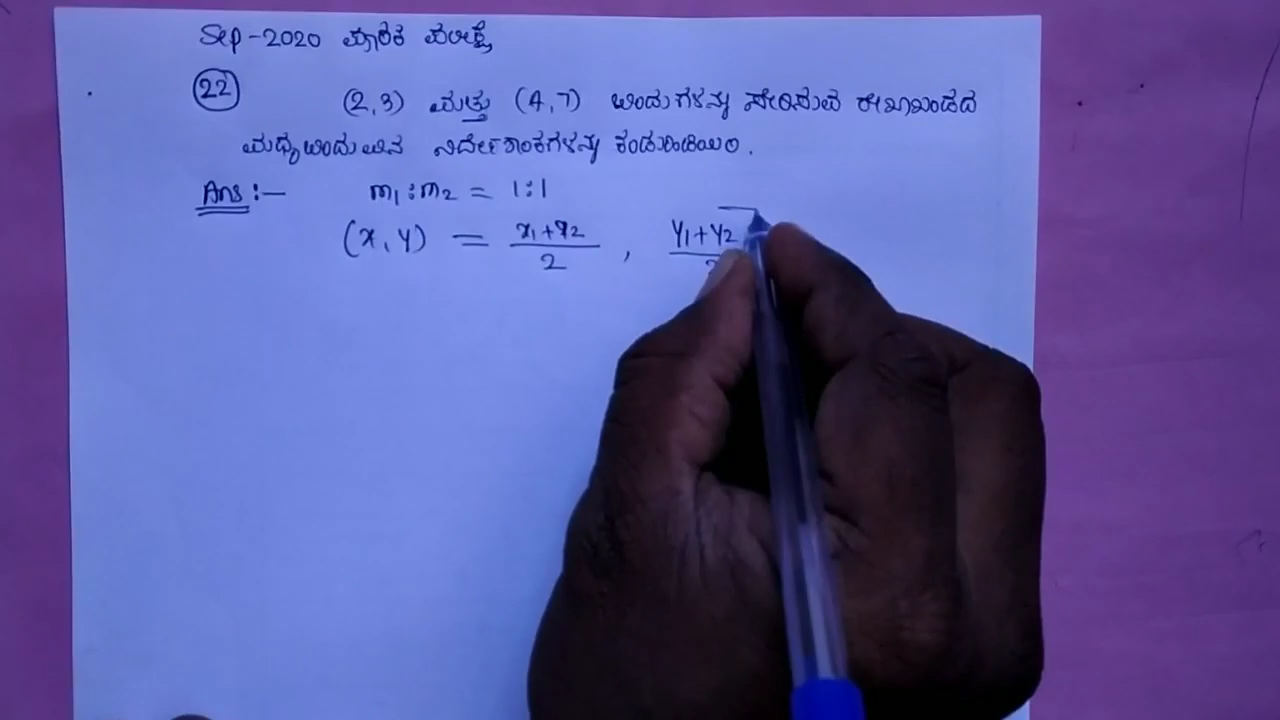 Sep-2020 ಪೂರಕ ಪರೀಕ್ಷೆ
22 (2,3) ಮತ್ತು (4,7) ಬಿಂದುಗಳನ್ನು ಸೇರಿಸುವ ರೇಖಾಖಂಡದ
ಮಧ್ಯಬಿಂದುವಿನ ನಿರ್ದೇಶಾಂಕಗಳನ್ನು ಕಂಡುಹಿಡಿಯಿರಿ.
Ans :- m₁:m₂ = 1:1
(x,y) = (x₁+x₂)/2 , (y₁+y₂)/2